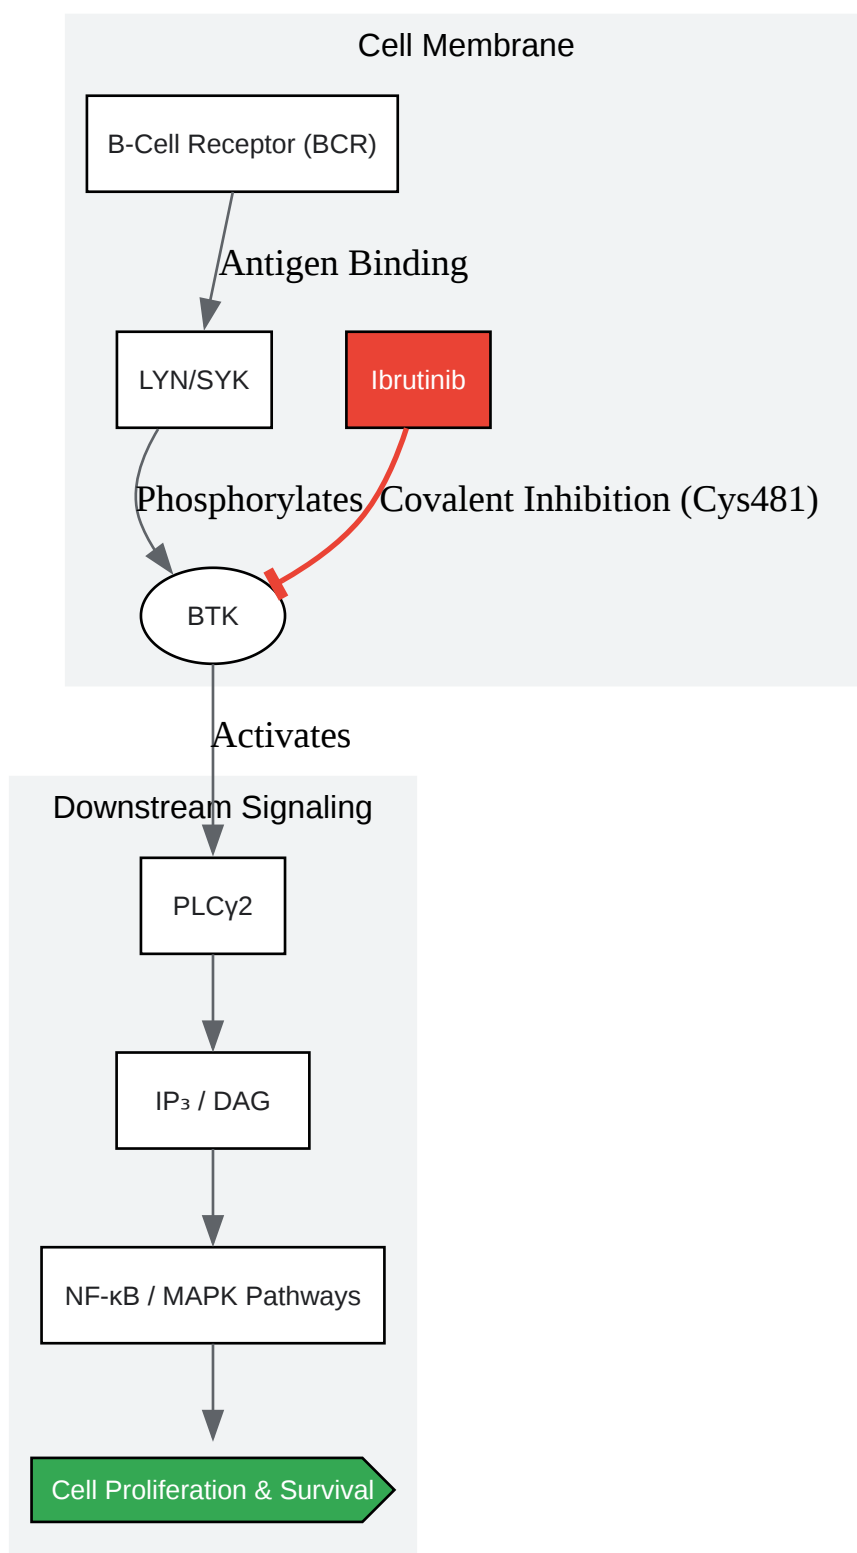 Cell Membrane
B-Cell Receptor (BCR)
Antigen Binding
LYN/SYK
Ibrutinib
Phosphorylates
Covalent Inhibition (Cys481)
BTK
Activates
Downstream Signaling
PLCγ2
IP₃ / DAG
NF-κB / MAPK Pathways
Cell Proliferation & Survival